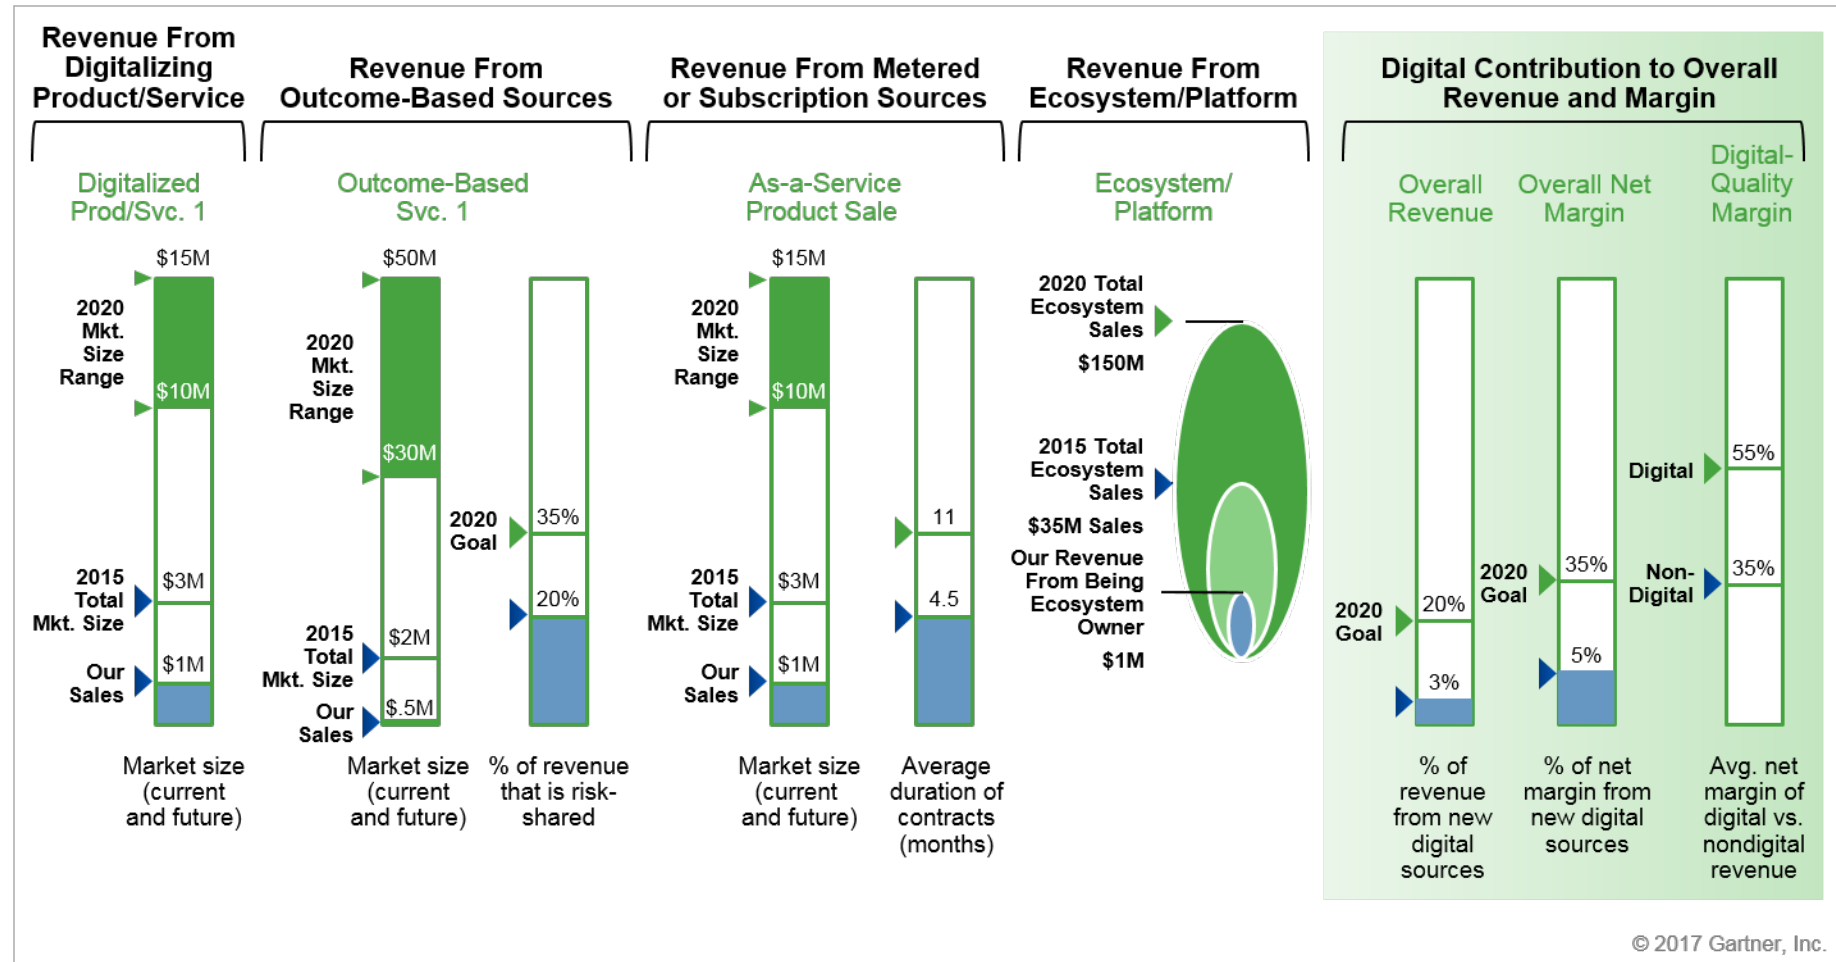 Revenue From
Digitalizing
Product/Service
Revenue From
Outcome-Based Sources
Revenue From Metered
or Subscription Sources
Revenue From
Ecosystem/Platform
Digital Contribution to Overall
Revenue and Margin
Digitalized
Prod/Svc. 1
Outcome-Based
Svc. 1
As-a-Service
Product Sale
Ecosystem/
Platform
Overall
Revenue
Overall Net
Margin
Digital-
Quality
Margin
$15M
2020
Mkt.
Size
Range
$10M
2015
Total
Mkt. Size
$3M
Our
Sales
$1M
Market size
(current
and future)
$50M
2020
Mkt.
Size
Range
$30M
2015
Total
Mkt. Size
$2M
Our
Sales
$.5M
Market size
(current
and future)
2020
Goal
35%
20%
% of revenue
that is risk-
shared
$15M
2020
Mkt.
Size
Range
$10M
2015
Total
Mkt. Size
$3M
Our
Sales
$1M
Market size
(current
and future)
11
4.5
Average
duration of
contracts
(months)
2020 Total
Ecosystem
Sales
$150M
2015 Total
Ecosystem
Sales
$35M Sales
Our Revenue
From Being
Ecosystem
Owner
$1M
2020
Goal
20%
3%
% of
revenue
from new
digital
sources
2020
Goal
35%
5%
% of net
margin from
new digital
sources
Digital
55%
Non-
Digital
35%
Avg. net
margin of
digital vs.
nondigital
revenue
© 2017 Gartner, Inc.